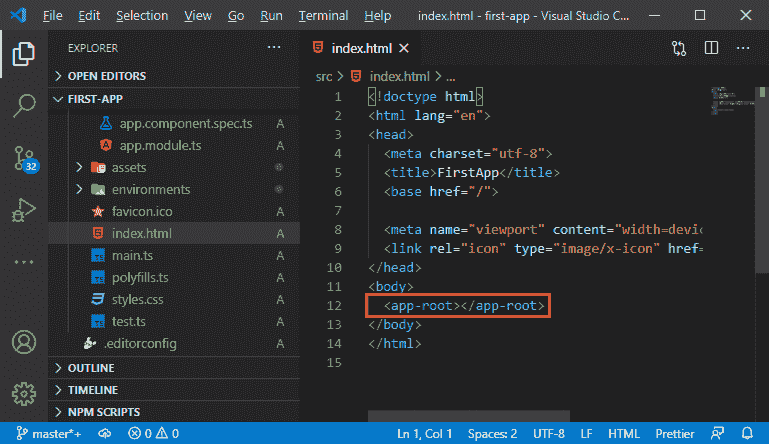 File Edit Selection View Go Run Terminal Help index.html - first-app - Visual Studio C...
EXPLORER
OPEN EDITORS
FIRST-APP
app.component.spec.ts A
TS app.module.ts A
assets
environments
favicon.ico A
index.html A
TS main.ts A
TS polyfills.ts A
styles.css A
TS test.ts A
.editorconfig A
OUTLINE
TIMELINE
NPM SCRIPTS
32
index.html
src > index.html > ...
1 <!doctype html>
2 <html lang="en">
3 <head>
4 <meta charset="utf-8">
5 <title>FirstApp</title>
6 <base href="/">
7
8 <meta name="viewport" content="width=devic
9 <link rel="icon" type="image/x-icon" href=
10 </head>
11 <body>
12 <app-root></app-root>
13 </body>
14 </html>
15
master*+ 0 0 Ln 1, Col 1 Spaces: 2 UTF-8 LF HTML Prettier